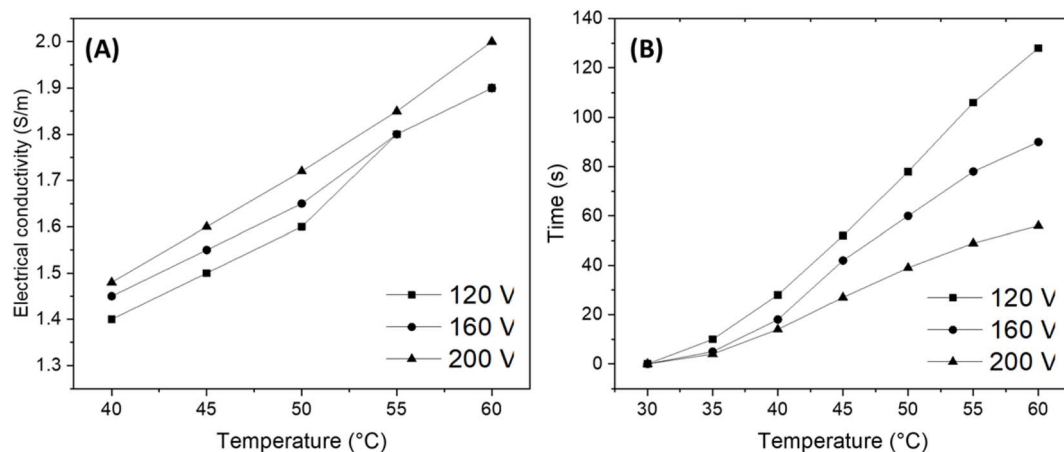 (A)
Electrical conductivity (S/m)
2.0
1.9
1.8
1.7
1.6
1.5
1.4
1.3
120 V
160 V
200 V
40 45 50 55 60
Temperature (°C)
(B)
Time (s)
140
120
100
80
60
40
20
0
120 V
160 V
200 V
30 35 40 45 50 55 60
Temperature (°C)